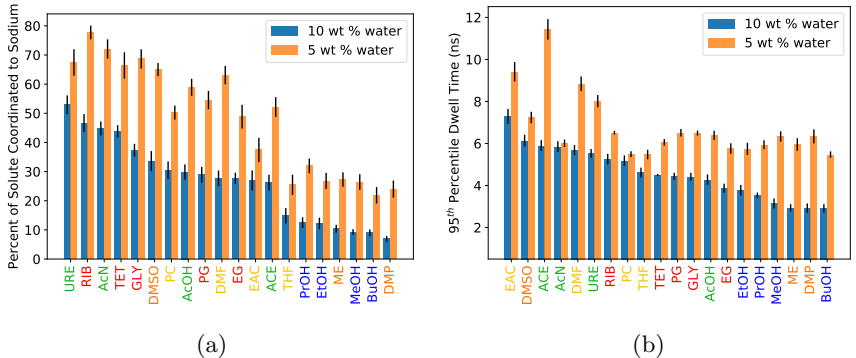 Percent of Solute Coordinated to Sodium
80
70
60
50
40
30
20
10
0
10 wt % water
5 wt % water
URE
RIB
AcN
TET
GLY
DMSO
PC
AcOH
PG
DMF
EG
EAC
ACE
THF
PrOH
EtOH
ME
MeOH
BuOH
DMP
(a)
95th Percentile Dwell Time (ns)
12
10
8
6
4
2
10 wt % water
5 wt % water
EAC
DMSO
ACE
AcN
DMF
URE
RIB
PC
THF
TET
PG
GLY
AcOH
EG
EtOH
PrOH
MeOH
ME
DMP
BuOH
(b)